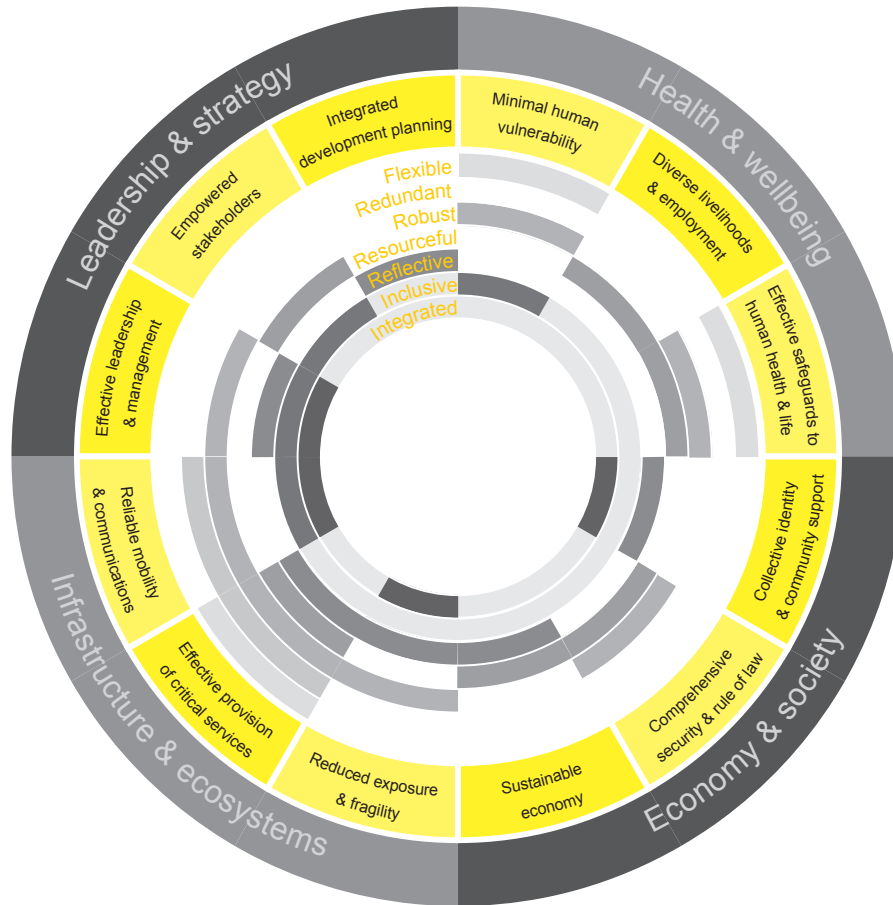 Leadership & strategy
Health & wellbeing
Economy & society
Infrastructure & ecosystems
Integrated
development planning
Minimal human
vulnerability
Diverse livelihoods
& employment
Effective safeguards to
human health & life
Collective identity
& community support
Comprehensive
security & rule of law
Sustainable
economy
Reduced exposure
& fragility
Effective provision
of critical services
Reliable mobility
& communications
Effective leadership
& management
Empowered
stakeholders
Flexible
Redundant
Robust
Resourceful
Reflective
Inclusive
Integrated